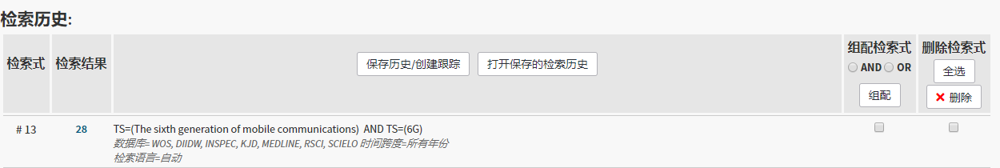 检索历史:
检索式 检索结果 保存历史/创建跟踪 打开保存的检索历史 组配检索式 删除检索式
AND OR 全选
组配 删除
# 13 28 TS=(The sixth generation of mobile communications) AND TS=(6G)
数据库= WOS, DIIDW, INSPEC, KJD, MEDLINE, RSCI, SCIELO 时间跨度=所有年份
检索语言=自动